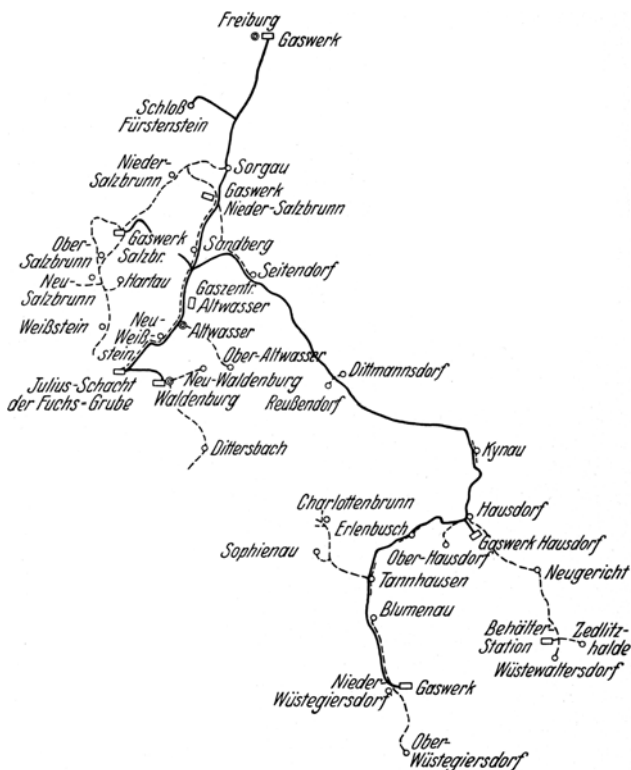 Freiburg
Gaswerk
Schloß
Fürstenstein
Nieder-
Salzbrunn
Sorgau
Gaswerk
Nieder-Salzbrunn
Ober-
Salzbrunn
Gaswerk
Salzbr.
Sandberg
Seitendorf
Neu-
Salzbrunn
Hartau
Gaszentr.
Altwasser
Weißstein
Neu-
Weiß-
stein
Altwasser
Ober-Altwasser
Julius-Schacht
der Fuchs-Grube
Neu-Waldenburg
Waldenburg
Dittmannsdorf
Reußendorf
Dittersbach
Kynau
Charlottenbrunn
Hausdorf
Erlenbusch
Gaswerk Hausdorf
Ober-Hausdorf
Sophienau
Tannhausen
Neugericht
Blumenau
Behälter-
Station
Zedlitz-
halde
Wüstewaltersdorf
Nieder
Wüstegiersdorf
Gaswerk
Ober-
Wüstegiersdorf